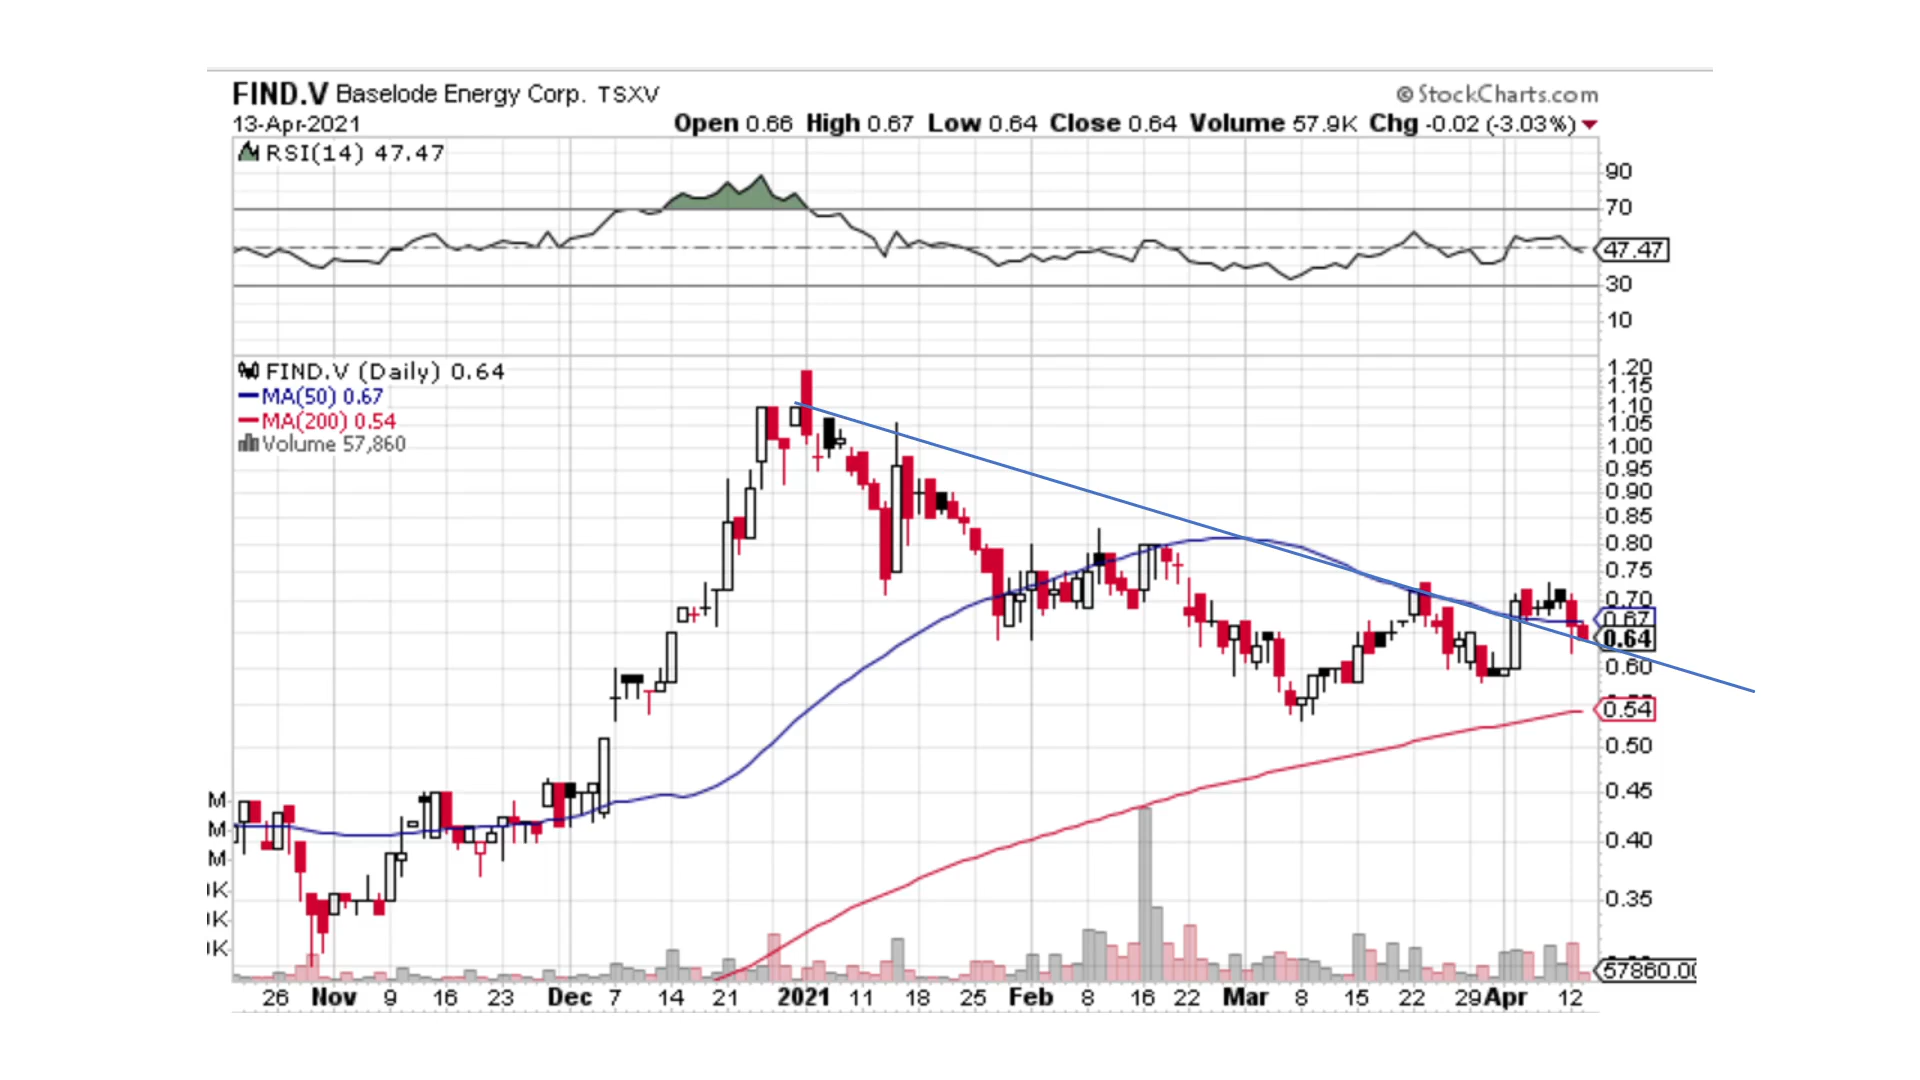 FIND.V Baselode Energy Corp. TSXV
© StockCharts.com
13-Apr-2021
Open 0.66 High 0.67 Low 0.64 Close 0.64 Volume 57.9K Chg -0.02 (-3.03%)
RSI(14) 47.47
90
70
47.47
30
10
FIND.V (Daily) 0.64
MA(50) 0.67
MA(200) 0.54
Volume 57,860
1.20
1.15
1.10
1.05
1.00
0.95
0.90
0.85
0.80
0.75
0.70
0.67
0.64
0.60
0.54
0.50
0.45
0.40
0.35
M
M
M
K
K
K
57860.00
26 Nov 9 16 23 Dec 7 14 21 2021 11 18 25 Feb 8 16 22 Mar 8 15 22 29 Apr 12